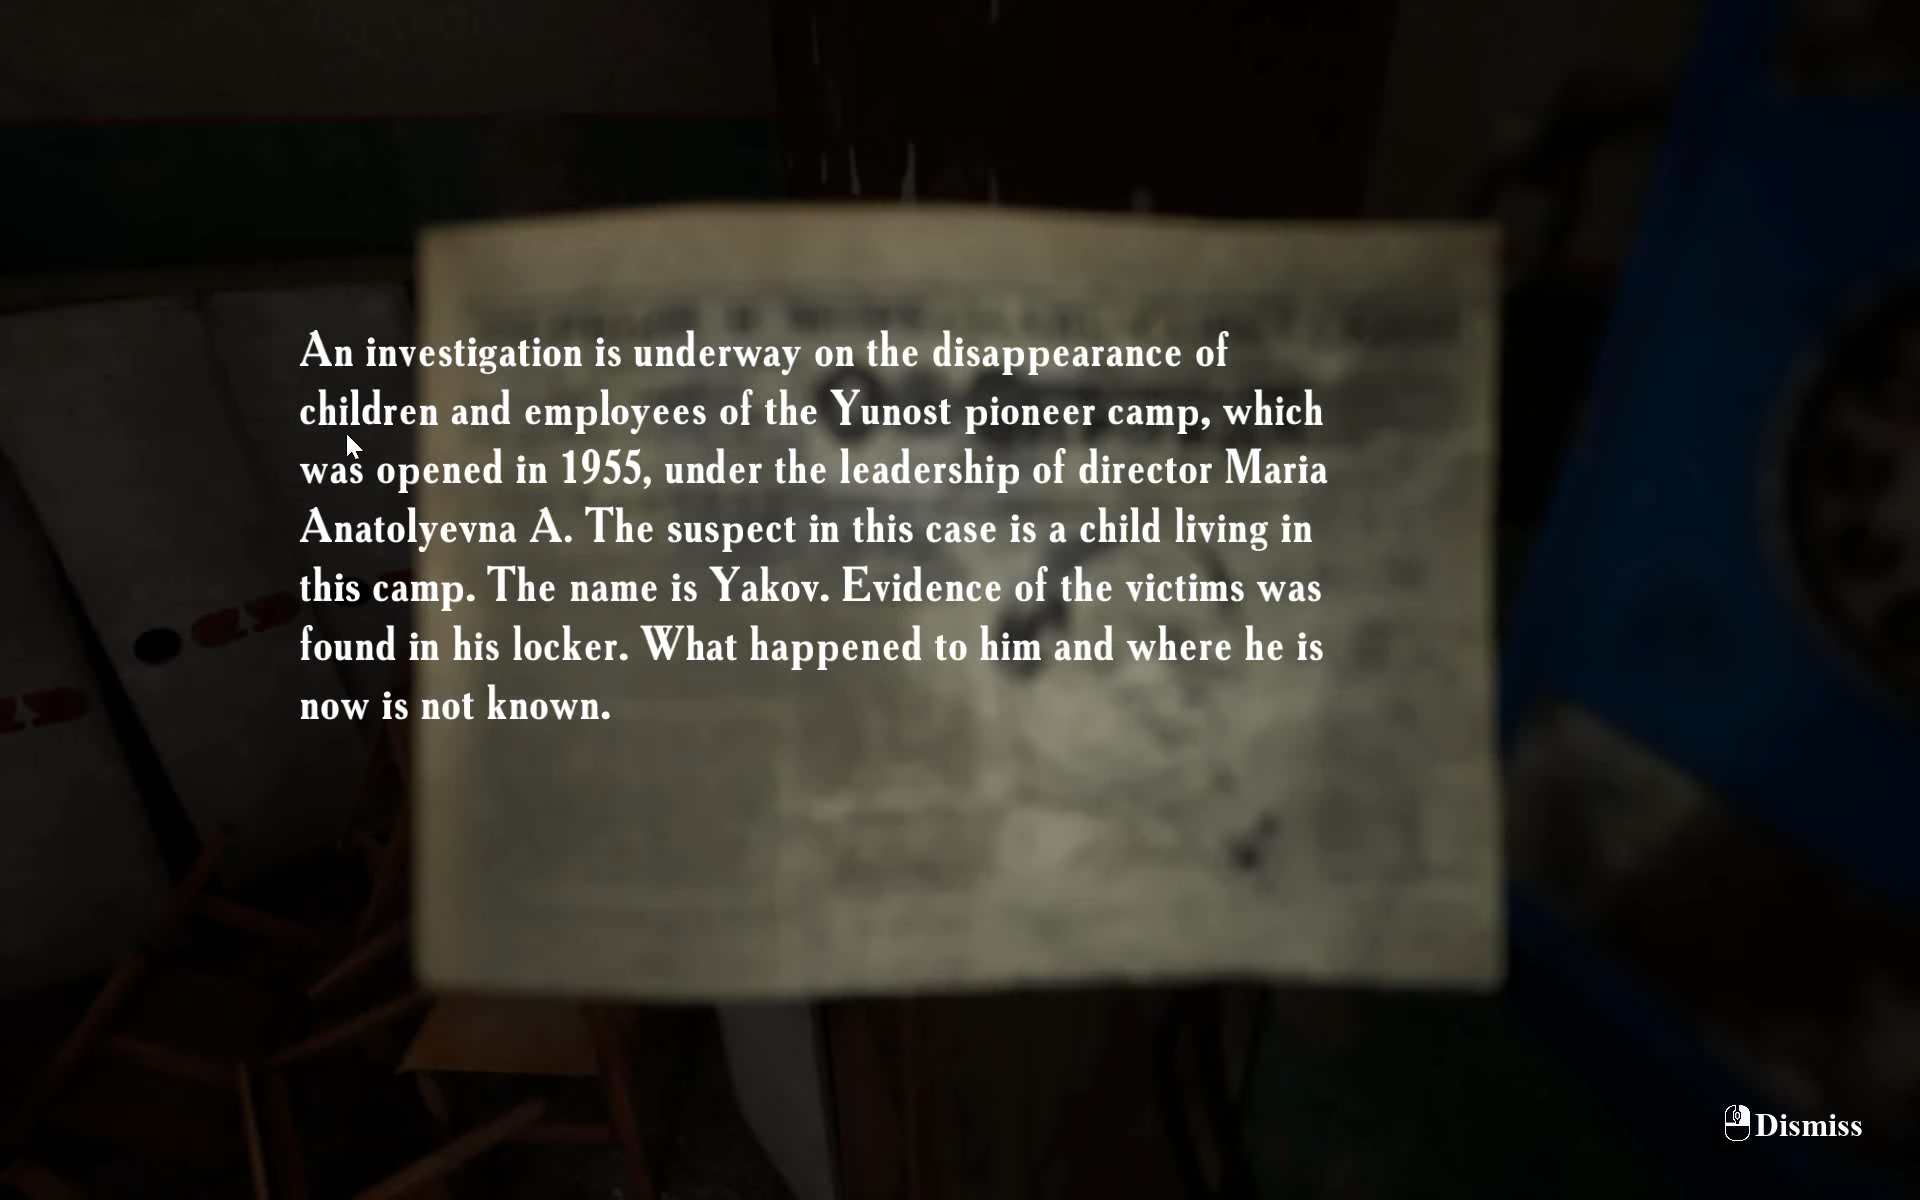 An investigation is underway on the disappearance of
children and employees of the Yunost pioneer camp, which
was opened in 1955, under the leadership of director Maria
Anatolyevna A. The suspect in this case is a child living in
this camp. The name is Yakov. Evidence of the victims was
found in his locker. What happened to him and where he is
now is not known.
Dismiss